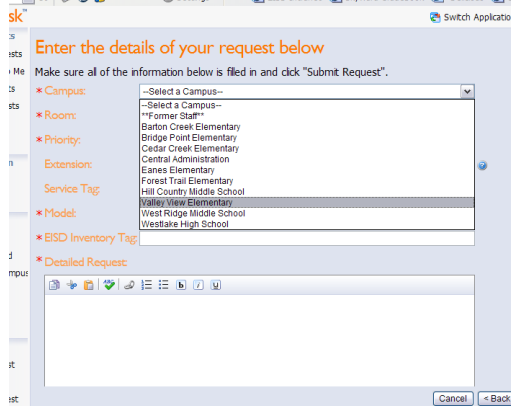 sk
Switch Applicatio
Enter the details of your request below
ests
Me
Make sure all of the information below is filled in and click "Submit Request".
* Campus:
--Select a Campus--
--Select a Campus--
sts
* Room:
**Former Staff**
Barton Creek Elementary
* Priority:
Bridge Point Elementary
Cedar Creek Elementary
Extension:
Central Administration
Eanes Elementary
Service Tag:
Forest Trail Elementary
Hill Country Middle School
Valley View Elementary
* Model:
West Ridge Middle School
Westlake High School
* EISD Inventory Tag:
d
* Detailed Request:
mpus
ABC
b i u
st
est
Cancel
< Back